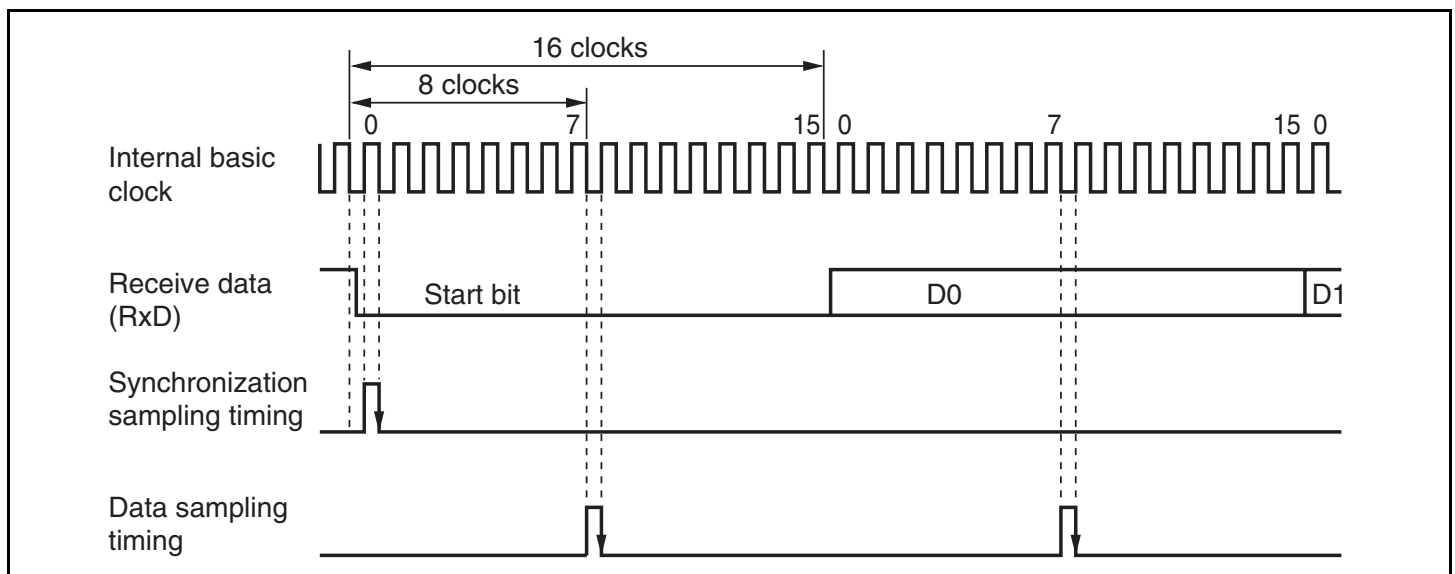 16 clocks
8 clocks
0 7 15 0 7 15 0
Internal basic
clock
Receive data
(RxD)
Start bit D0 D1
Synchronization
sampling timing
Data sampling
timing